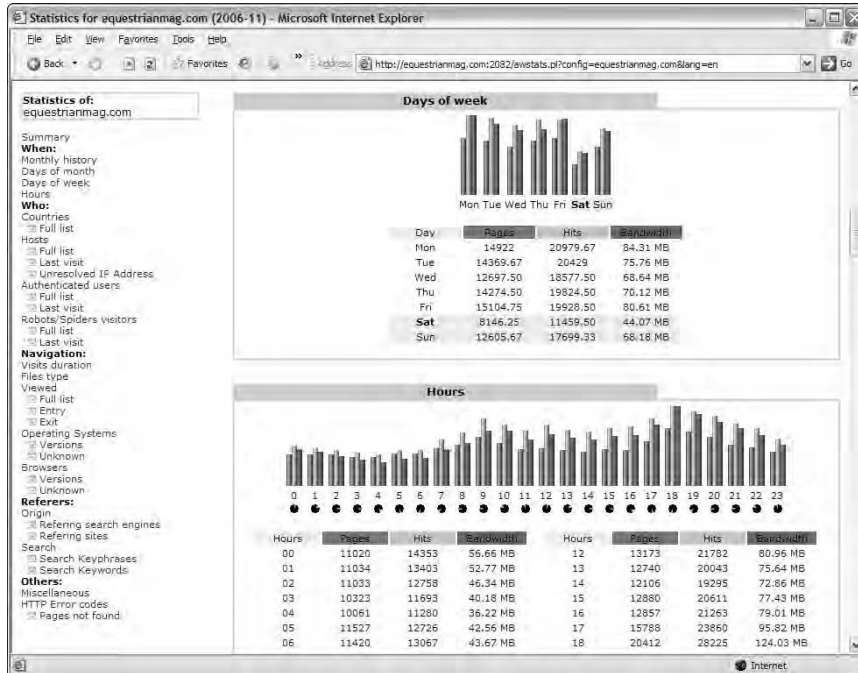 Statistics for equestrianmag.com (2006-11) - Microsoft Internet Explorer
File Edit View Favorites Tools Help
Back Favorites Address http://equestrianmag.com:2082/awstats.pl?config=equestrianmag.com&lang=en Go
Statistics of:
equestrianmag.com
Summary
When:
Monthly history
Days of month
Days of week
Hours
Who:
Countries
Full list
Hosts
Full list
Last visit
Unresolved IP Address
Authenticated users
Full list
Last visit
Robots/Spiders visitors
Full list
Last visit
Navigation:
Visits duration
Files type
Viewed
Full list
Entry
Exit
Operating Systems
Versions
Unknown
Browsers
Versions
Unknown
Referers:
Origin
Refering search engines
Refering sites
Search
Search Keyphrases
Search Keywords
Others:
Miscellaneous
HTTP Error codes
Pages not found
Days of week
Mon Tue Wed Thu Fri Sat Sun
Day Pages Hits Bandwidth
Mon 14922 20979.67 84.31 MB
Tue 14369.67 20429 75.76 MB
Wed 12697.50 18577.50 68.64 MB
Thu 14274.50 19824.50 70.12 MB
Fri 15104.75 19928.50 80.61 MB
Sat 8146.25 11459.50 44.07 MB
Sun 12605.67 17699.33 68.18 MB
Hours
0 1 2 3 4 5 6 7 8 9 10 11 12 13 14 15 16 17 18 19 20 21 22 23
Hours Pages Hits Bandwidth Hours Pages Hits Bandwidth
00 11020 14353 56.66 MB 12 13173 21782 80.96 MB
01 11034 13403 52.77 MB 13 12740 20043 75.64 MB
02 11033 12758 46.34 MB 14 12106 19295 72.86 MB
03 10323 11693 40.18 MB 15 12880 20611 77.43 MB
04 10061 11280 36.22 MB 16 12857 21263 79.01 MB
05 11527 12726 42.56 MB 17 15788 23860 95.82 MB
06 11420 13067 43.67 MB 18 20412 28225 124.03 MB
Internet